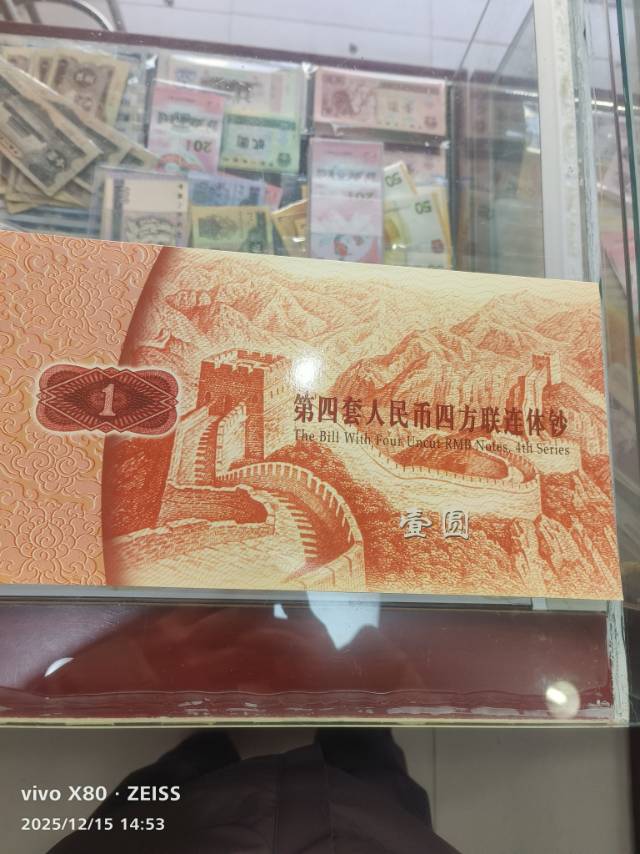 1
第四套人民币四方联连体钞
The Bill With Four Uncut RMB Notes, 4th Series
壹圆
vivo X80 · ZEISS
2025/12/15 14:53